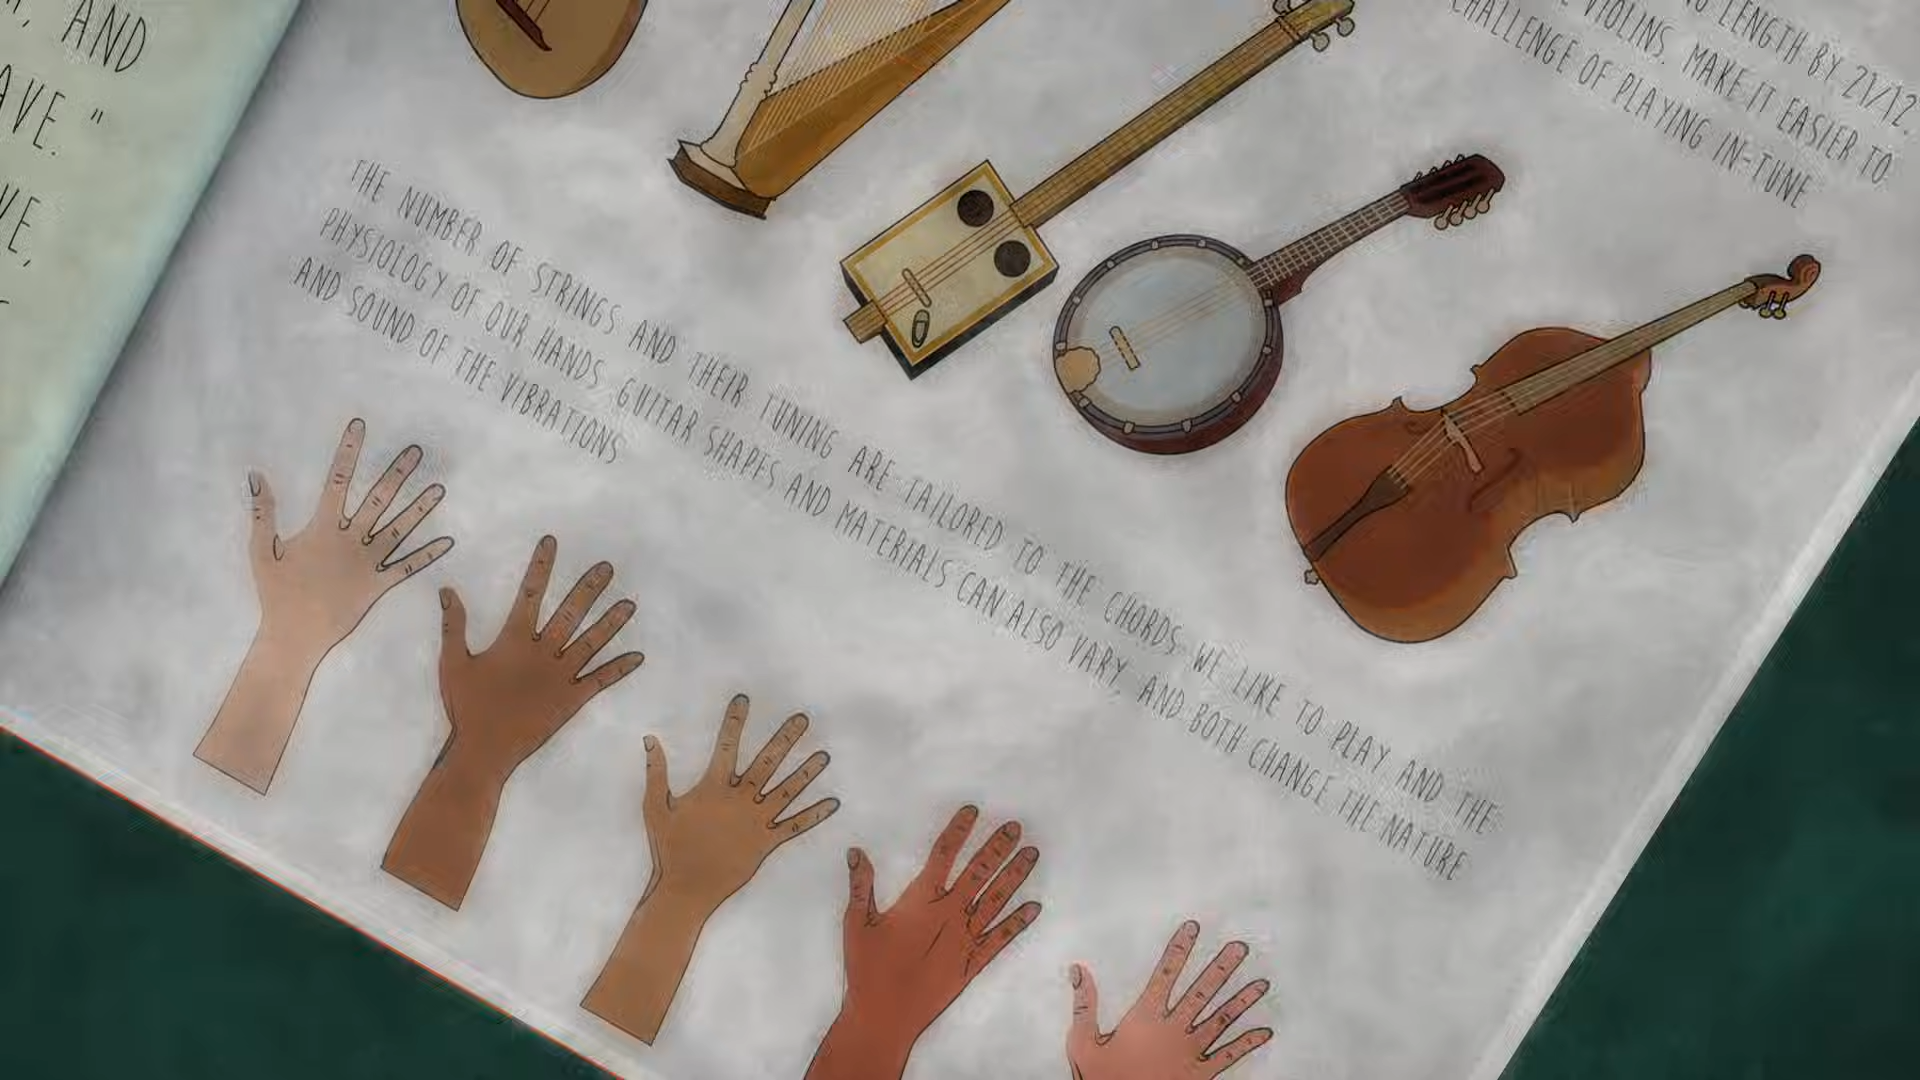 AND
AVE."
VE,
LENGTH BY 21/12.
VIOLINS. MAKE IT EASIER TO
CHALLENGE OF PLAYING IN-TUNE
THE NUMBER OF STRINGS AND THEIR TUNING ARE TAILORED TO THE CHORDS WE LIKE TO PLAY AND THE
PHYSIOLOGY OF OUR HANDS. GUITAR SHAPES AND MATERIALS CAN ALSO VARY, AND BOTH CHANGE THE NATURE
AND SOUND OF THE VIBRATIONS